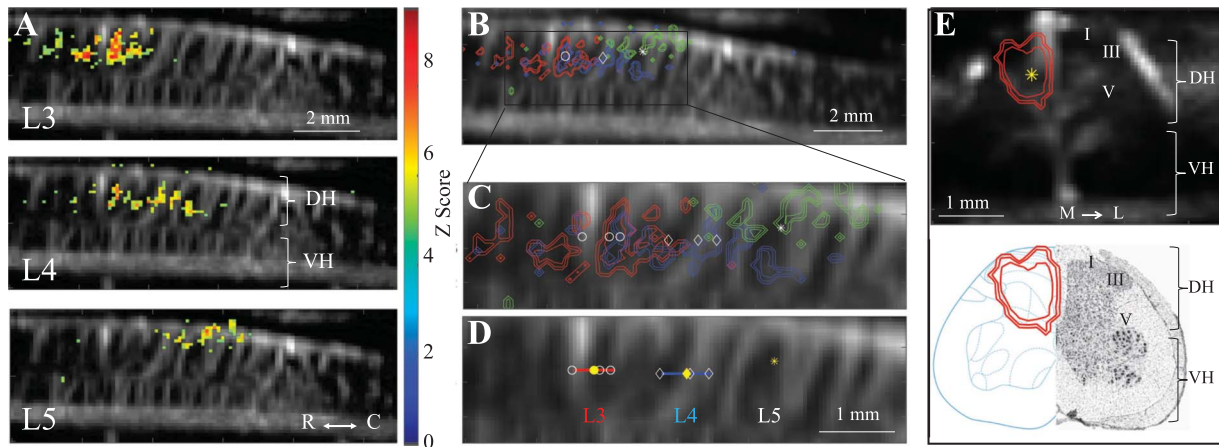 A
L3
2 mm
L4
DH
VH
L5
R ⟷ C
8
6
4
2
0
Z Score
B
2 mm
C
D
L3
L4
L5
1 mm
E
I
III
V
DH
VH
1 mm
M → L
I
III
V
DH
VH